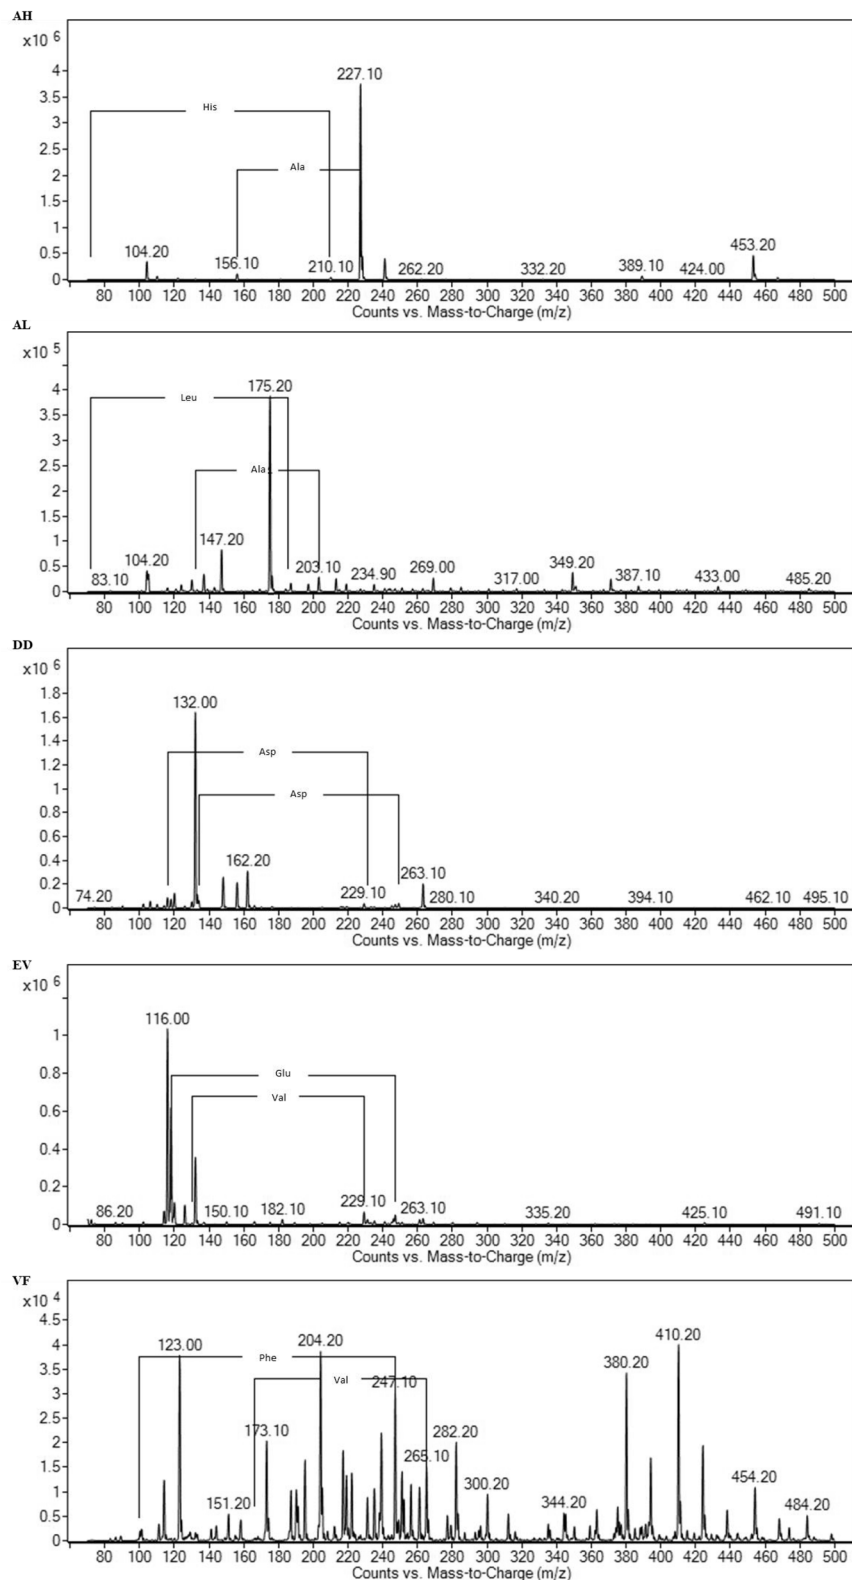 AH
x10 6
4
3.5
3
2.5
2
1.5
1
0.5
0
His
Ala
227.10
104.20 156.10 210.10 262.20 332.20 389.10 424.00 453.20
80 100 120 140 160 180 200 220 240 260 280 300 320 340 360 380 400 420 440 460 480 500
Counts vs. Mass-to-Charge (m/z)
AL
x10 5
4
3.5
3
2.5
2
1.5
1
0.5
0
175.20
Leu
Ala
83.10 104.20 147.20 203.10 234.90 269.00 317.00 349.20 387.10 433.00 485.20
80 100 120 140 160 180 200 220 240 260 280 300 320 340 360 380 400 420 440 460 480 500
Counts vs. Mass-to-Charge (m/z)
DD
x10 6
1.8
1.6
1.4
1.2
1
0.8
0.6
0.4
0.2
0
132.00
Asp
Asp
74.20 162.20 229.10 263.10 280.10 340.20 394.10 462.10 495.10
80 100 120 140 160 180 200 220 240 260 280 300 320 340 360 380 400 420 440 460 480 500
Counts vs. Mass-to-Charge (m/z)
EV
x10 6
1
0.8
0.6
0.4
0.2
0
116.00
Glu
Val
86.20 150.10 182.10 229.10 263.10 335.20 425.10 491.10
80 100 120 140 160 180 200 220 240 260 280 300 320 340 360 380 400 420 440 460 480 500
Counts vs. Mass-to-Charge (m/z)
VF
x10 4
4.5
4
3.5
3
2.5
2
1.5
1
0.5
0
Phe
Val
123.00 151.20 173.10 204.20 247.10 265.10 282.20 300.20 344.20 380.20 410.20 454.20 484.20
80 100 120 140 160 180 200 220 240 260 280 300 320 340 360 380 400 420 440 460 480 500
Counts vs. Mass-to-Charge (m/z)